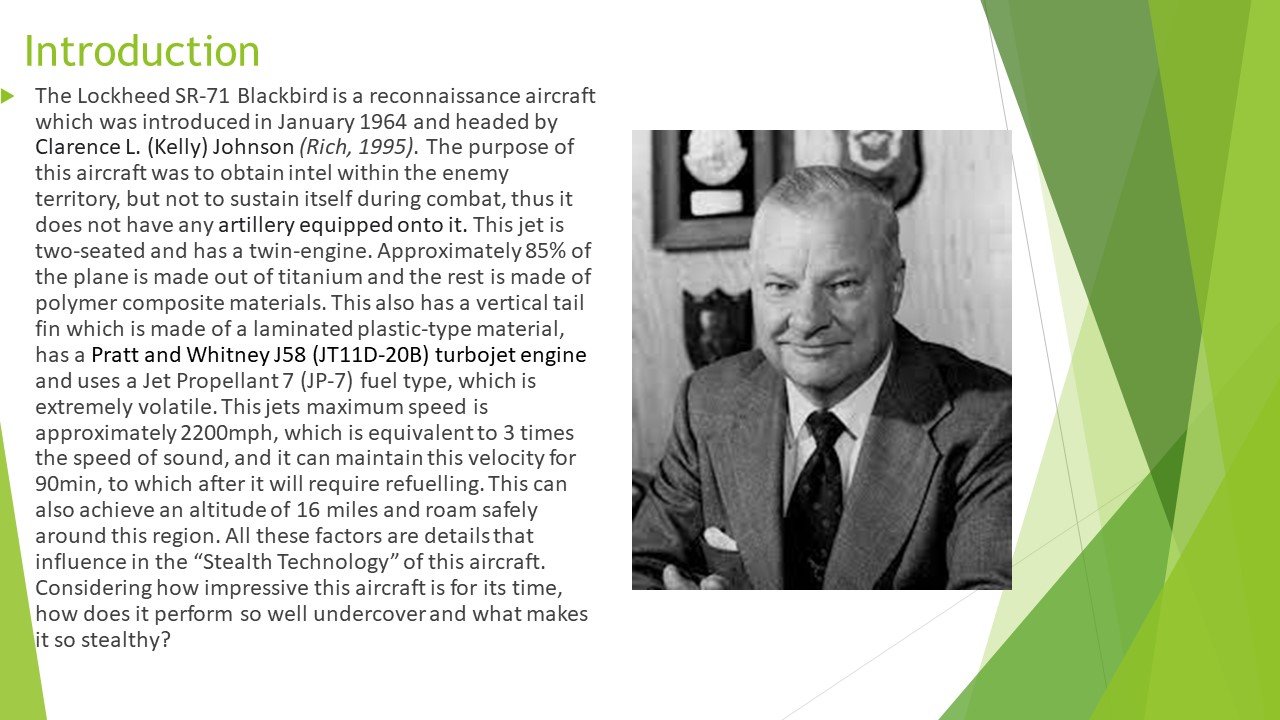 Introduction
The Lockheed SR-71 Blackbird is a reconnaissance aircraft
which was introduced in January 1964 and headed by
Clarence L. (Kelly) Johnson (Rich, 1995). The purpose of
this aircraft was to obtain intel within the enemy
territory, but not to sustain itself during combat, thus it
does not have any artillery equipped onto it. This jet is
two-seated and has a twin-engine. Approximately 85% of
the plane is made out of titanium and the rest is made of
polymer composite materials. This also has a vertical tail
fin which is made of a laminated plastic-type material,
has a Pratt and Whitney J58 (JT11D-20B) turbojet engine
and uses a Jet Propellant 7 (JP-7) fuel type, which is
extremely volatile. This jets maximum speed is
approximately 2200mph, which is equivalent to 3 times
the speed of sound, and it can maintain this velocity for
90min, to which after it will require refuelling. This can
also achieve an altitude of 16 miles and roam safely
around this region. All these factors are details that
influence in the “Stealth Technology” of this aircraft.
Considering how impressive this aircraft is for its time,
how does it perform so well undercover and what makes
it so stealthy?